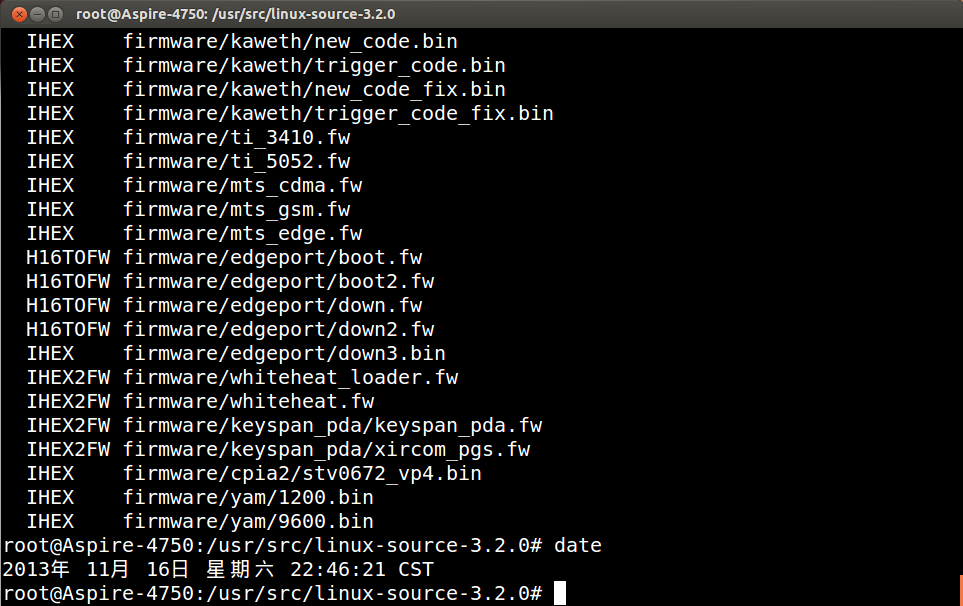 root@Aspire-4750: /usr/src/linux-source-3.2.0
IHEX    firmware/kaweth/new_code.bin
IHEX    firmware/kaweth/trigger_code.bin
IHEX    firmware/kaweth/new_code_fix.bin
IHEX    firmware/kaweth/trigger_code_fix.bin
IHEX    firmware/ti_3410.fw
IHEX    firmware/ti_5052.fw
IHEX    firmware/mts_cdma.fw
IHEX    firmware/mts_gsm.fw
IHEX    firmware/mts_edge.fw
H16TOFW firmware/edgeport/boot.fw
H16TOFW firmware/edgeport/boot2.fw
H16TOFW firmware/edgeport/down.fw
H16TOFW firmware/edgeport/down2.fw
IHEX    firmware/edgeport/down3.bin
IHEX2FW firmware/whiteheat_loader.fw
IHEX2FW firmware/whiteheat.fw
IHEX2FW firmware/keyspan_pda/keyspan_pda.fw
IHEX2FW firmware/keyspan_pda/xircom_pgs.fw
IHEX    firmware/cpia2/stv0672_vp4.bin
IHEX    firmware/yam/1200.bin
IHEX    firmware/yam/9600.bin
root@Aspire-4750:/usr/src/linux-source-3.2.0# date
2013年 11月 16日 星期六 22:46:21 CST
root@Aspire-4750:/usr/src/linux-source-3.2.0#